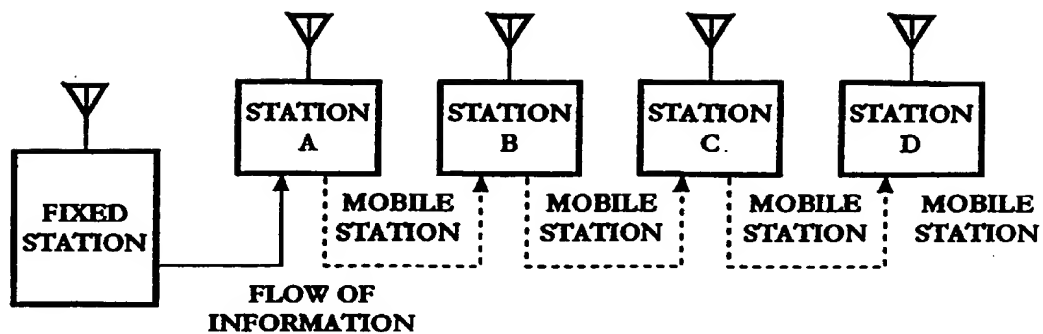 STATION
A
STATION
B
STATION
C.
STATION
D
FIXED
STATION
MOBILE
STATION
MOBILE
STATION
MOBILE
STATION
MOBILE
STATION
FLOW OF
INFORMATION